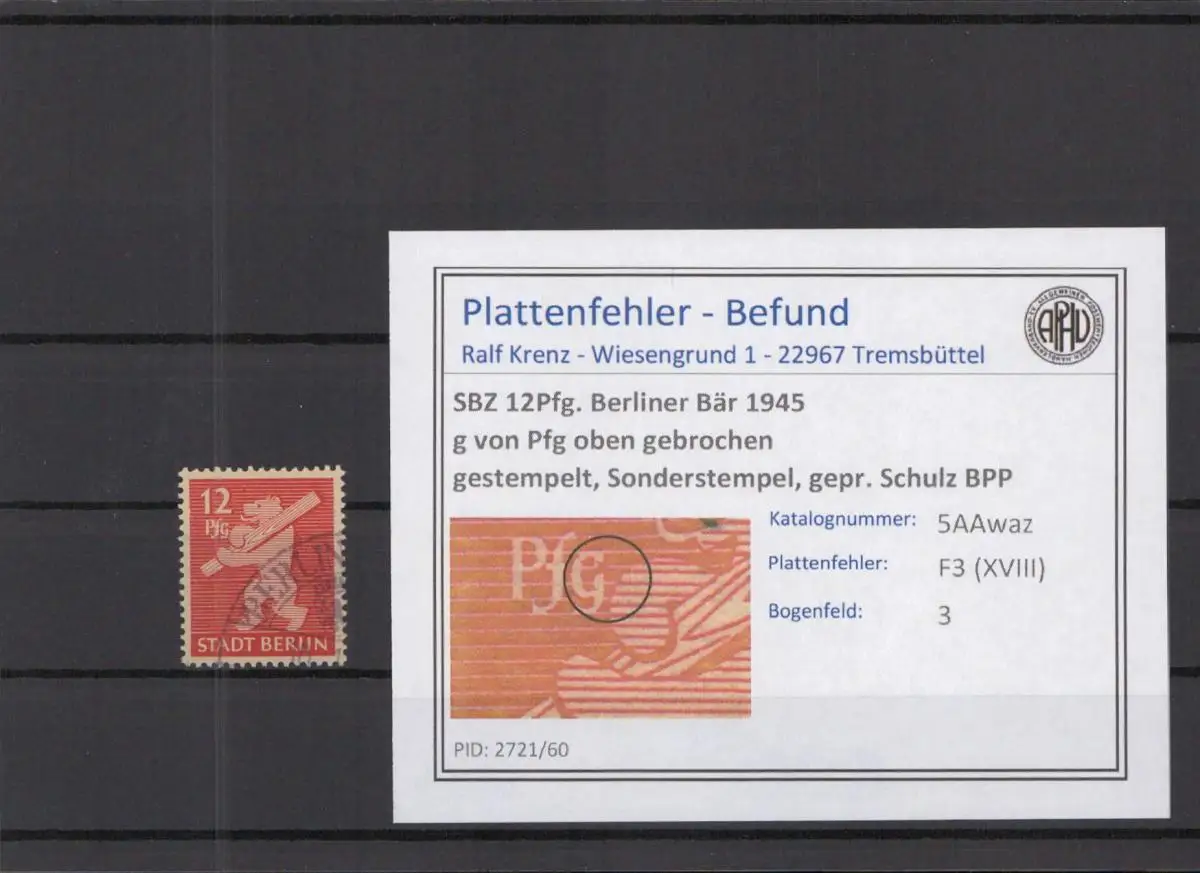 12
Pfg
STADT BERLIN
Plattenfehler - Befund
Ralf Krenz - Wiesengrund 1 - 22967 Tremsbüttel
APHV
SBZ 12Pfg. Berliner Bär 1945
g von Pfg oben gebrochen
gestempelt, Sonderstempel, gepr. Schulz BPP
Pfg
Katalognummer: 5AAwaz
Plattenfehler: F3 (XVIII)
Bogenfeld: 3
PID: 2721/60